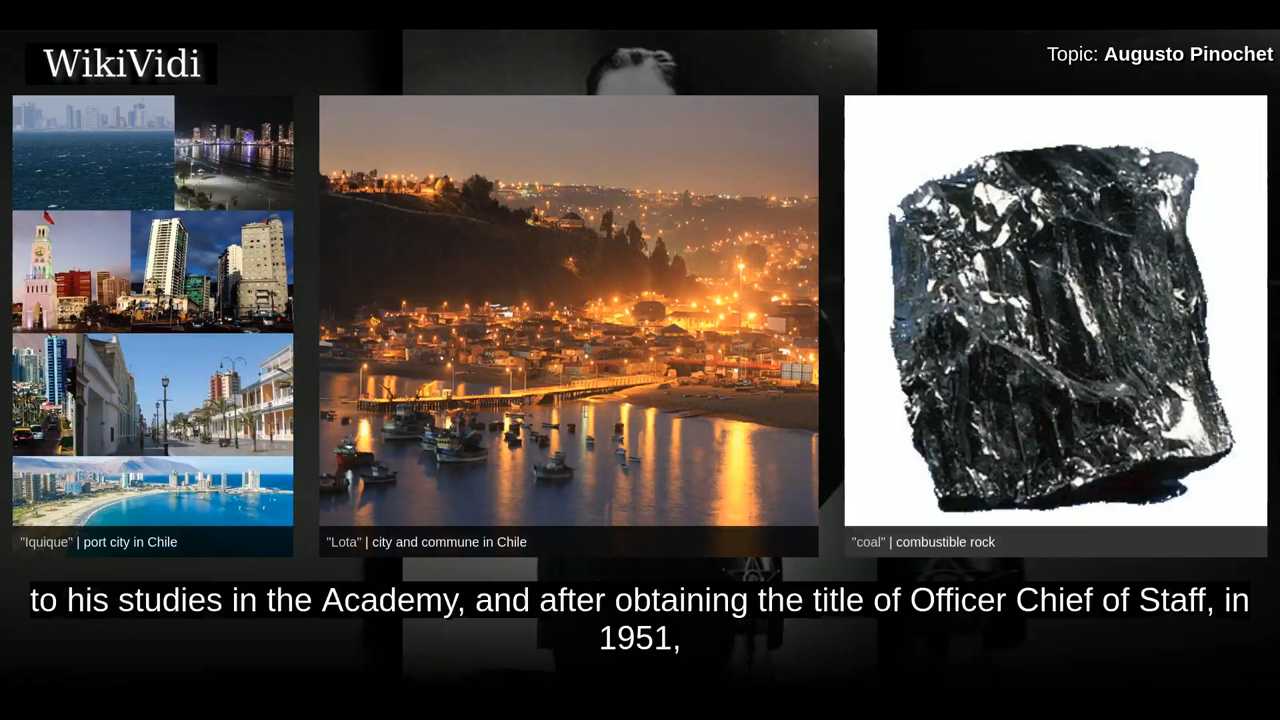 WikiVidi
Topic: Augusto Pinochet
"Iquique" | port city in Chile
"Lota" | city and commune in Chile
"coal" | combustible rock
to his studies in the Academy, and after obtaining the title of Officer Chief of Staff, in
1951,